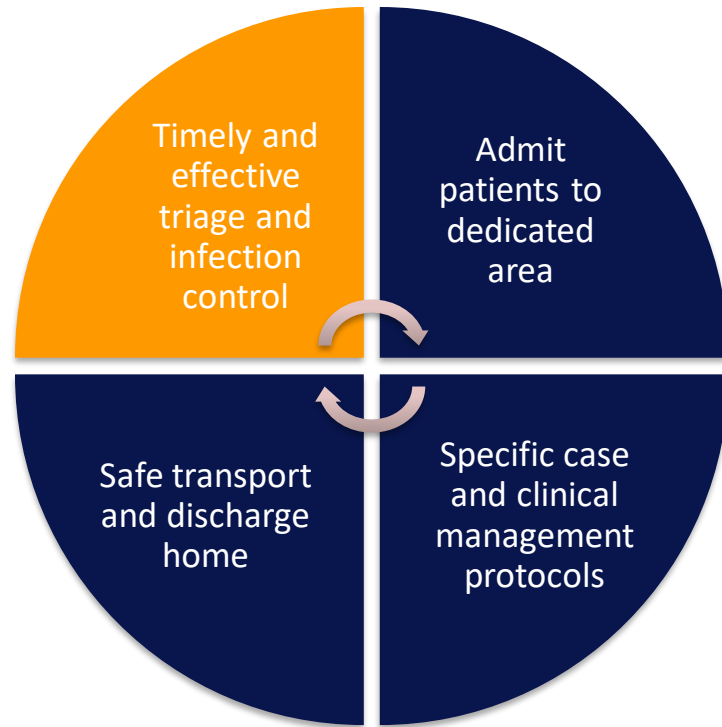 Timely and
effective
triage and
infection
control
Admit
patients to
dedicated
area
Safe transport
and discharge
home
Specific case
and clinical
management
protocols